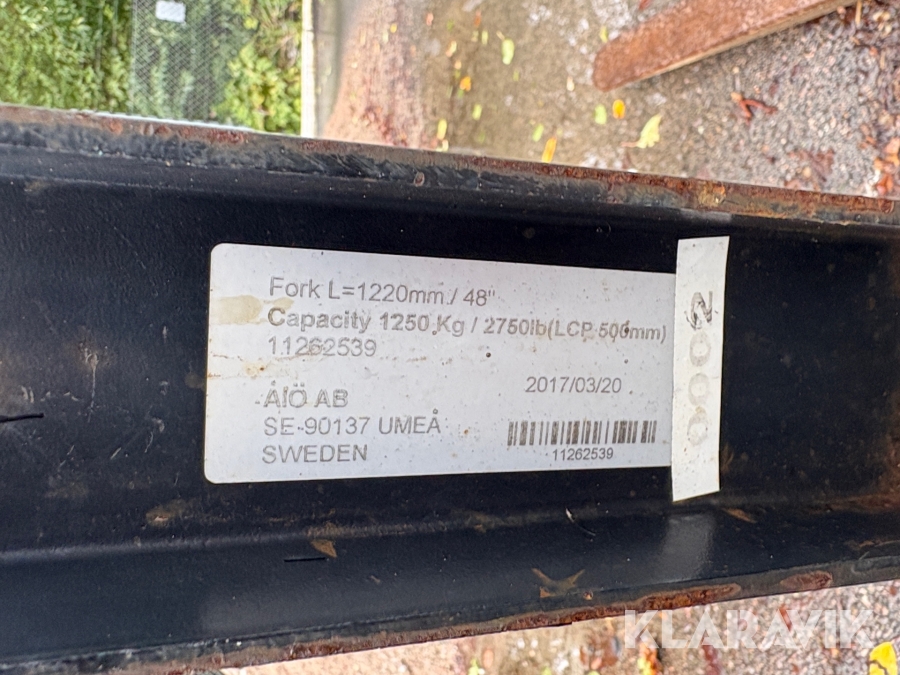 Fork L=1220mm / 48"
Capacity 1250 Kg / 2750lb(LCP 500mm)
11262539
ÅlÖ AB
SE-90137 UMEÅ
SWEDEN
2017/03/20
11262539
2000
KLARAVIK